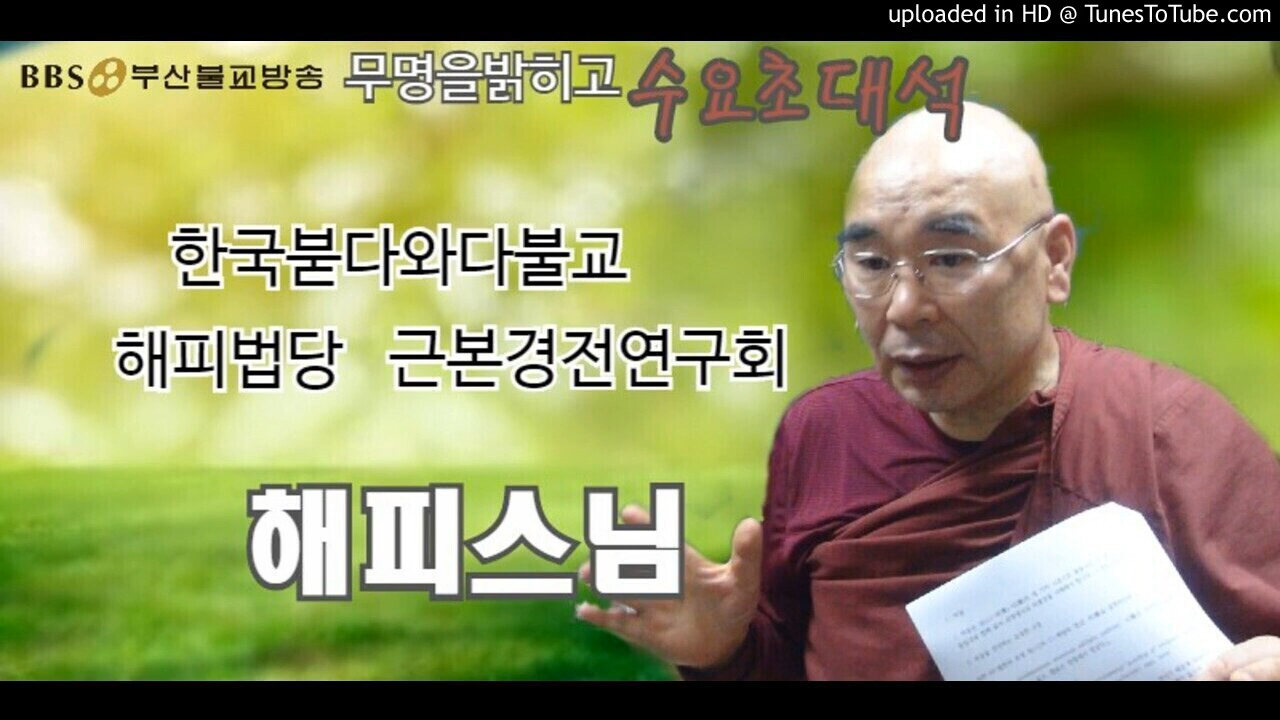 uploaded in HD @ TunesToTube.com
BBS 부산불교방송 무명을밝히고 수요초대석
한국붇다와다불교
해피법당 근본경전연구회
해피스님